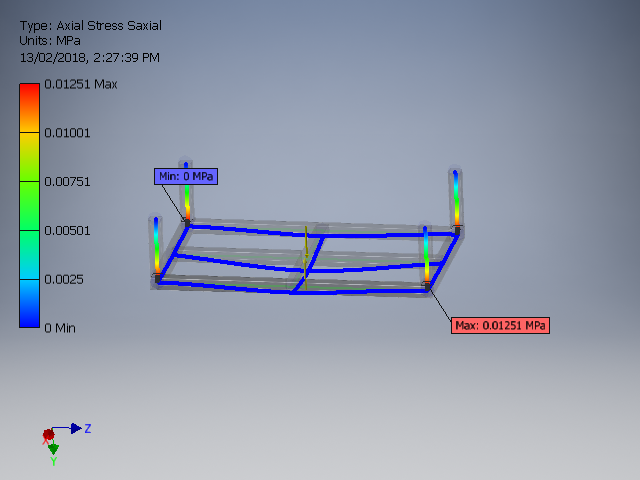 Type: Axial Stress Saxial
Units: MPa
13/02/2018, 2:27:39 PM
0.01251 Max
0.01001
0.00751
0.00501
0.0025
0 Min
Min: 0 MPa
Max: 0.01251 MPa
X
Z
Y